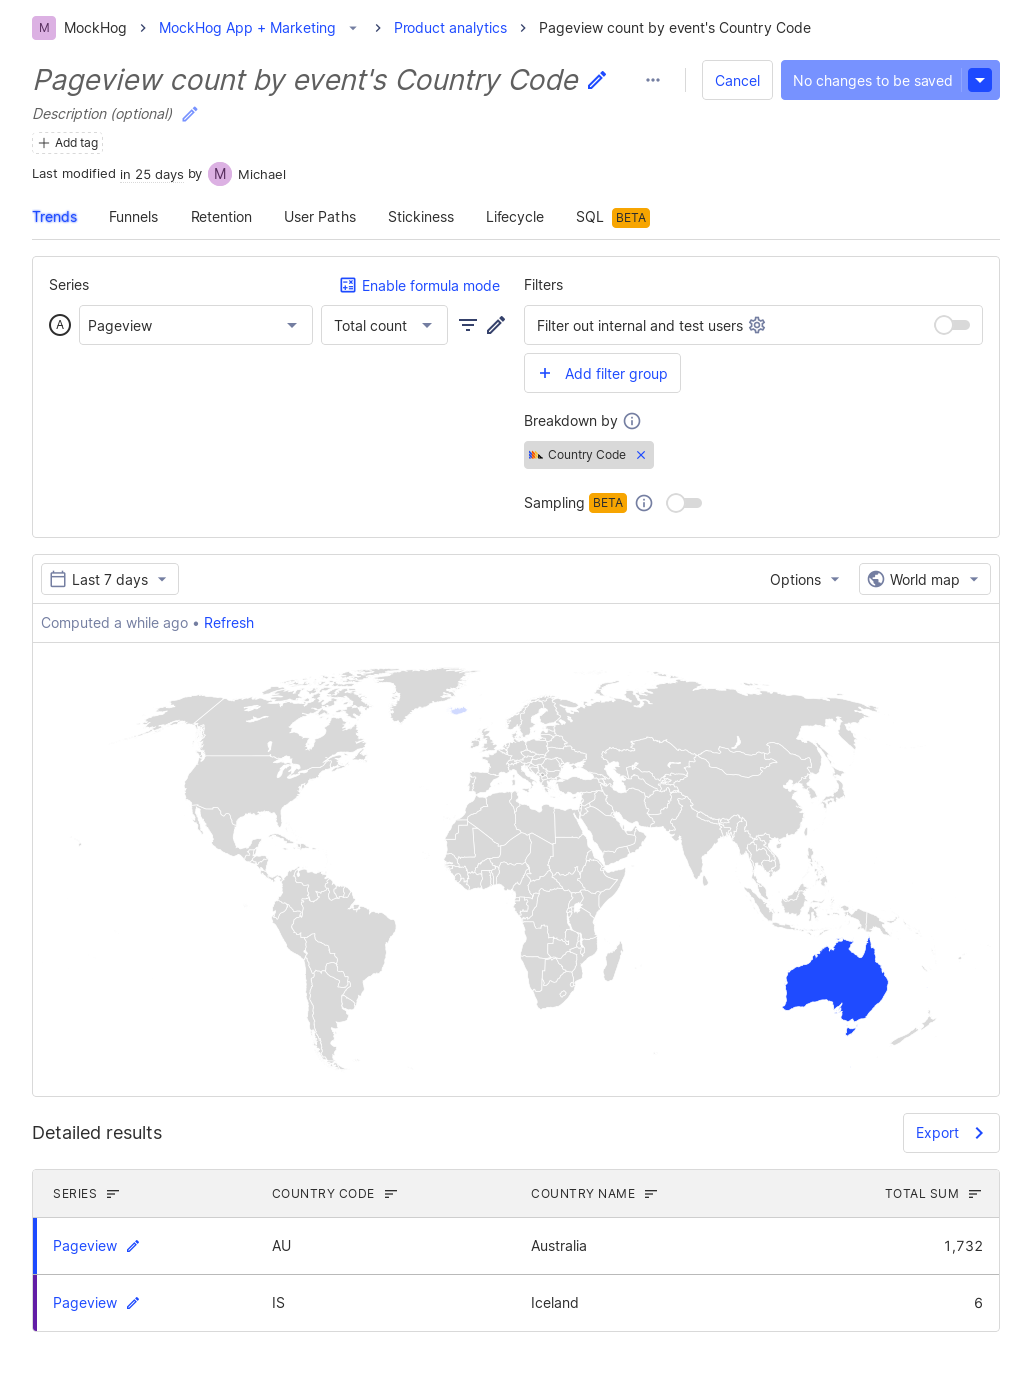 M MockHog MockHog App + Marketing Product analytics Pageview count by event's Country Code
Pageview count by event's Country Code
Cancel
No changes to be saved
Description (optional)
Add tag
Last modified in 25 days by M Michael
Trends Funnels Retention User Paths Stickiness Lifecycle SQL BETA
Series
Enable formula mode
A Pageview Total count
Filters
Filter out internal and test users
+ Add filter group
Breakdown by
Country Code
Sampling BETA
Last 7 days
Options
World map
Computed a while ago • Refresh
Detailed results
Export
SERIES COUNTRY CODE COUNTRY NAME TOTAL SUM
Pageview AU Australia 1,732
Pageview IS Iceland 6